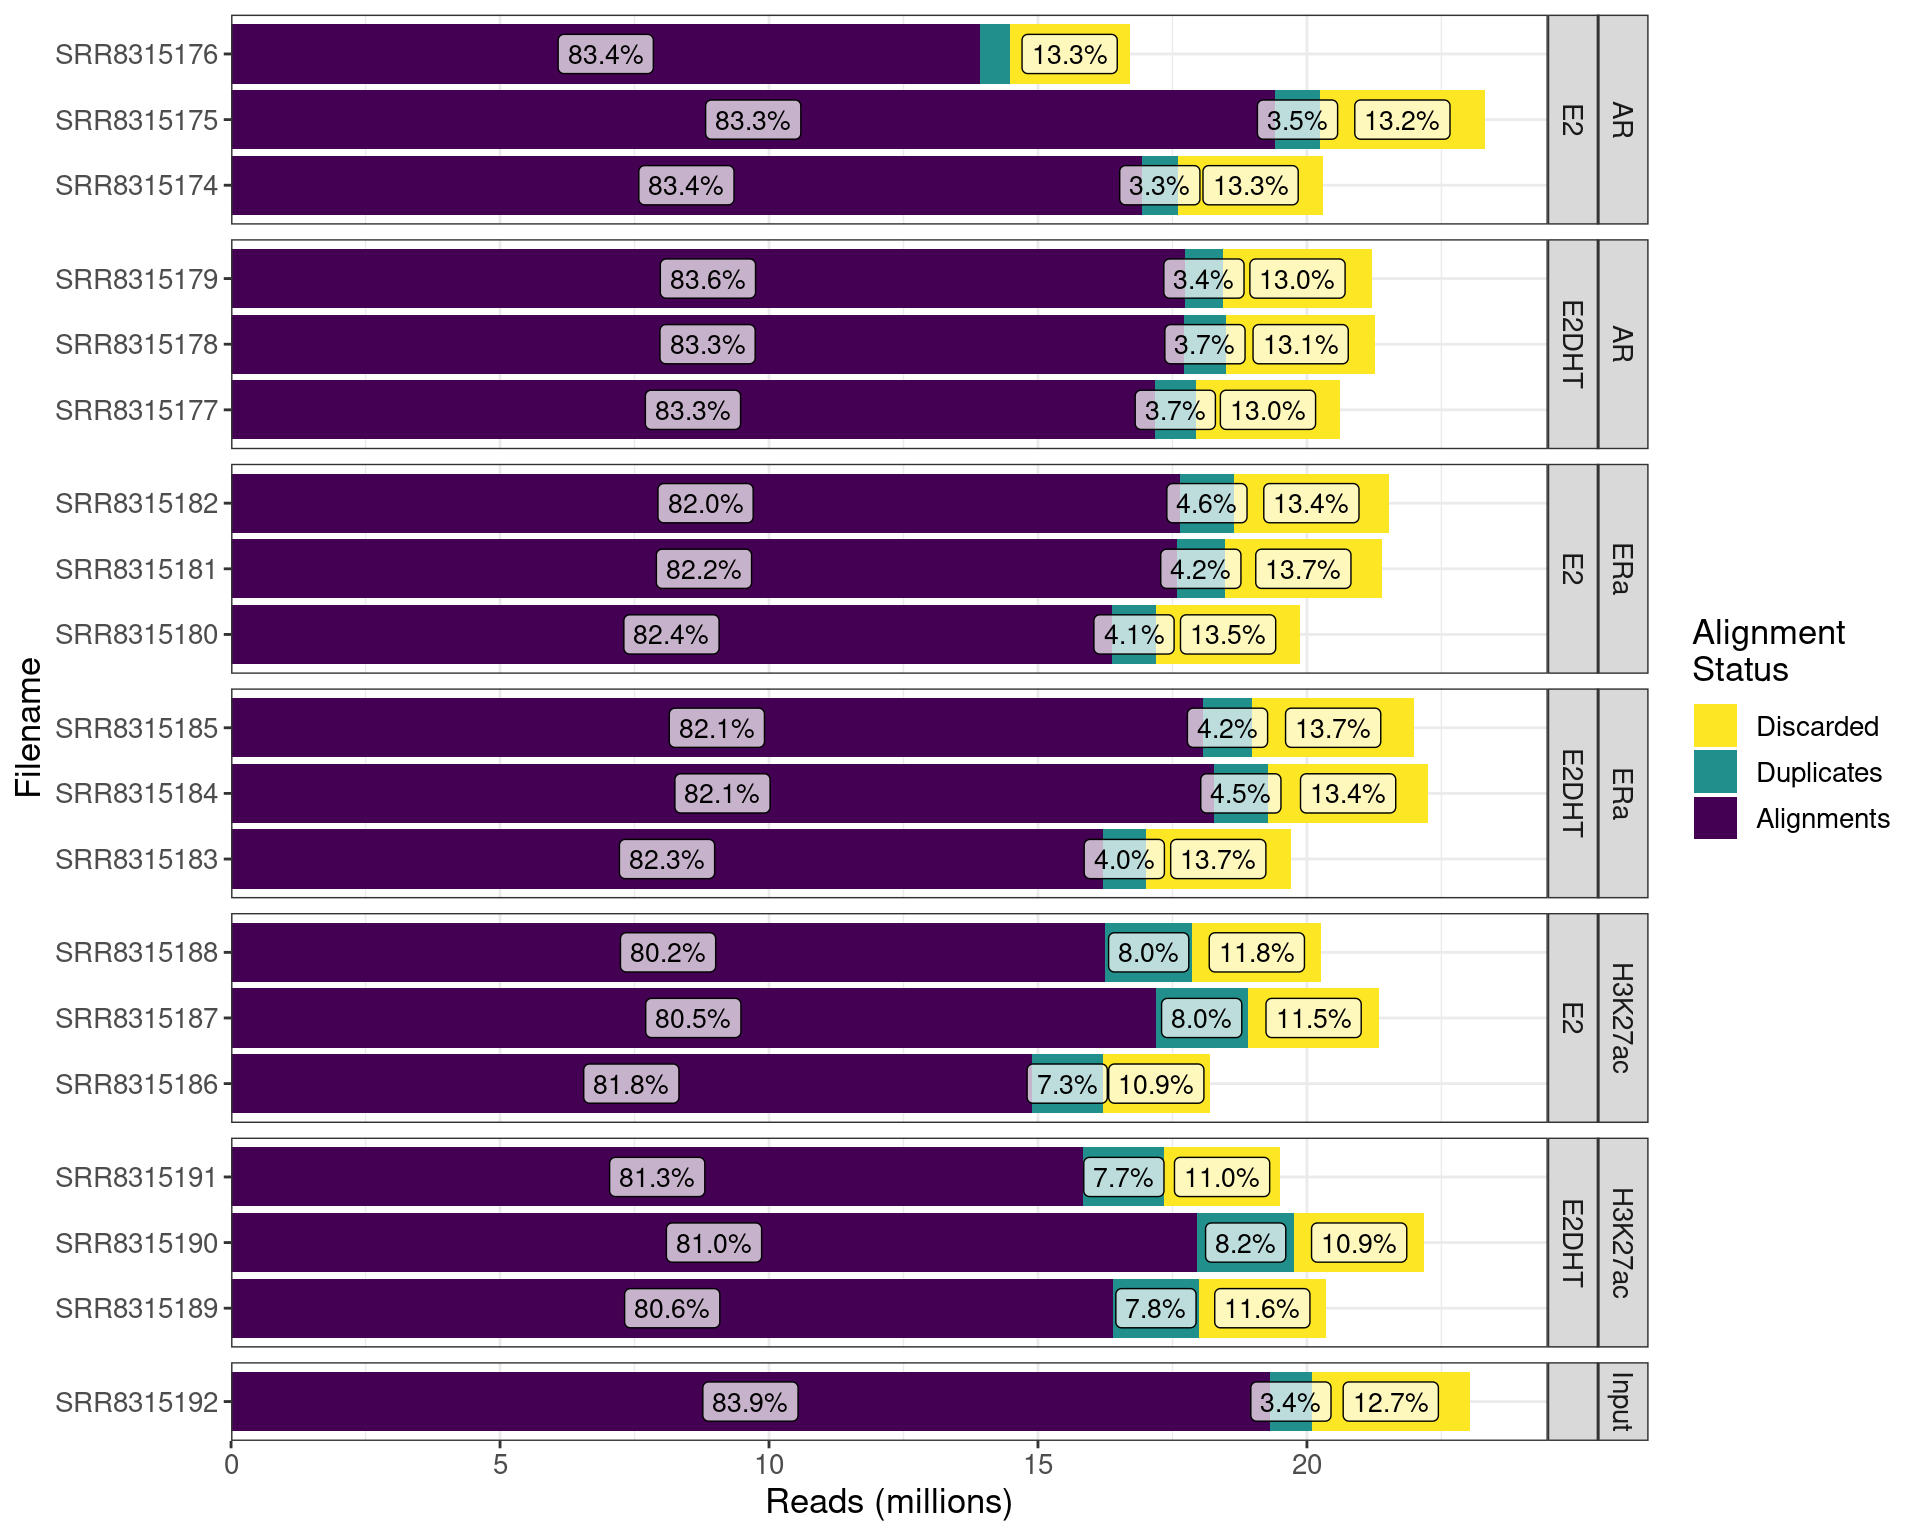 SRR8315176 83.4% 13.3%
SRR8315175 83.3% 3.5% 13.2%
SRR8315174 83.4% 3.3% 13.3%
E2 AR
SRR8315179 83.6% 3.4% 13.0%
SRR8315178 83.3% 3.7% 13.1%
SRR8315177 83.3% 3.7% 13.0%
E2DHT AR
SRR8315182 82.0% 4.6% 13.4%
SRR8315181 82.2% 4.2% 13.7%
SRR8315180 82.4% 4.1% 13.5%
E2 ERa
SRR8315185 82.1% 4.2% 13.7%
SRR8315184 82.1% 4.5% 13.4%
SRR8315183 82.3% 4.0% 13.7%
E2DHT ERa
SRR8315188 80.2% 8.0% 11.8%
SRR8315187 80.5% 8.0% 11.5%
SRR8315186 81.8% 7.3% 10.9%
E2 H3K27ac
SRR8315191 81.3% 7.7% 11.0%
SRR8315190 81.0% 8.2% 10.9%
SRR8315189 80.6% 7.8% 11.6%
E2DHT H3K27ac
SRR8315192 83.9% 3.4% 12.7%
Input
0 5 10 15 20
Reads (millions)
Filename
Alignment
Status
Discarded
Duplicates
Alignments